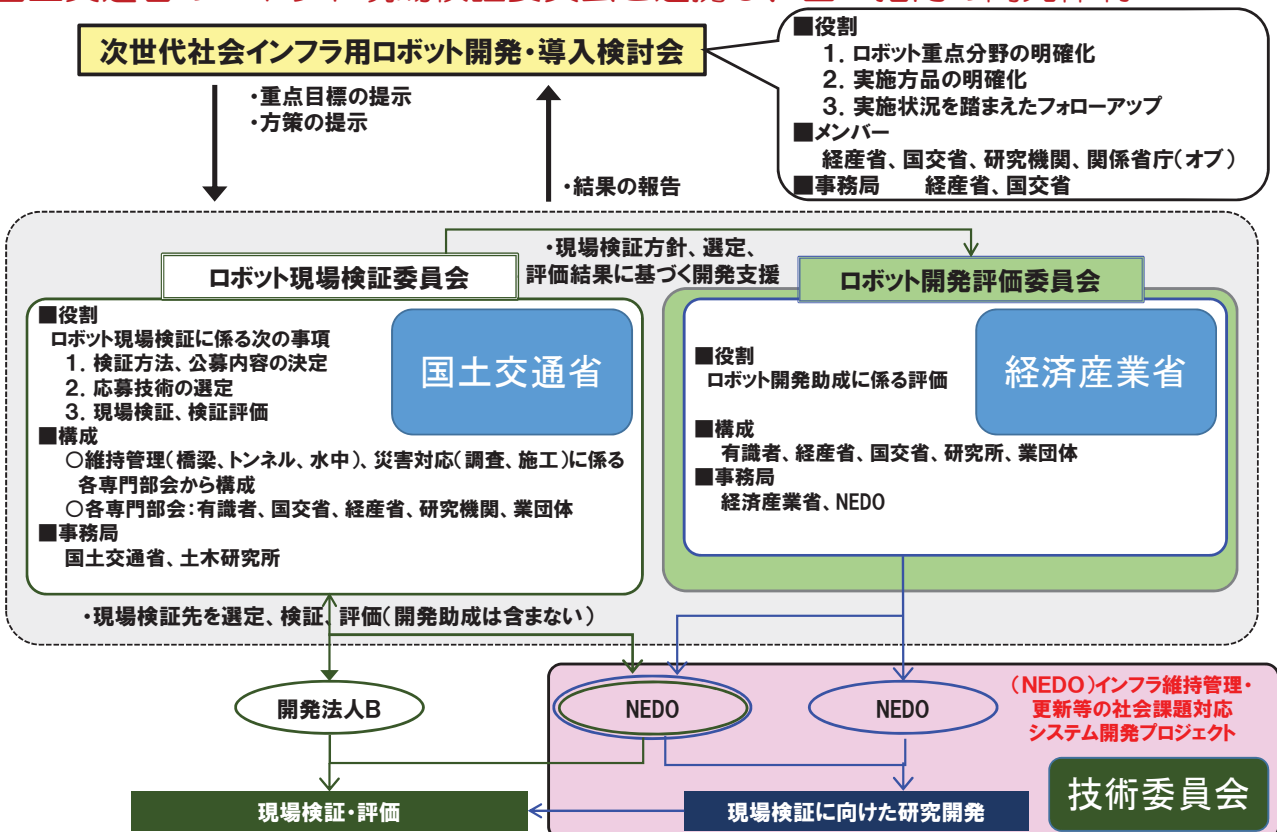 次世代社会インフラ用ロボット開発・導入検討会
■役割
1. ロボット重点分野の明確化
2. 実施方品の明確化
3. 実施状況を踏まえたフォローアップ
■メンバー
経産省、国交省、研究機関、関係省庁(オブ)
■事務局 経産省、国交省
・重点目標の提示
・方策の提示
・結果の報告
・現場検証方針、選定、
評価結果に基づく開発支援
ロボット現場検証委員会
■役割
ロボット現場検証に係る次の事項
1. 検証方法、公募内容の決定
2. 応募技術の選定
3. 現場検証、検証評価
■構成
○維持管理(橋梁、トンネル、水中)、災害対応(調査、施工)に係る
各専門部会から構成
○各専門部会:有識者、国交省、経産省、研究機関、業団体
■事務局
国土交通省、土木研究所
国土交通省
ロボット開発評価委員会
■役割
ロボット開発助成に係る評価
■構成
有識者、経産省、国交省、研究所、業団体
■事務局
経済産業省、NEDO
経済産業省
・現場検証先を選定、検証、評価(開発助成は含まない)
開発法人B
NEDO
NEDO
(NEDO)インフラ維持管理・
更新等の社会課題対応
システム開発プロジェクト
技術委員会
現場検証・評価
現場検証に向けた研究開発